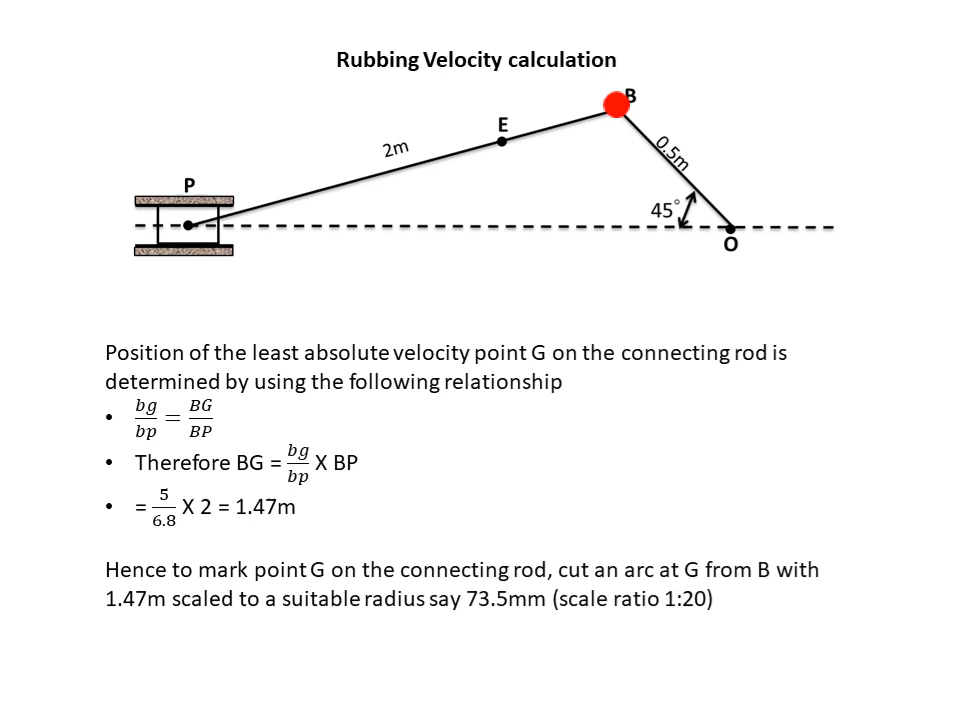 Rubbing Velocity calculation
B
E
2m
0.5m
P
45°
O
Position of the least absolute velocity point G on the connecting rod is
determined by using the following relationship
• bg/bp = BG/BP
• Therefore BG = bg/bp X BP
• = 5/6.8 X 2 = 1.47m
Hence to mark point G on the connecting rod, cut an arc at G from B with
1.47m scaled to a suitable radius say 73.5mm (scale ratio 1:20)